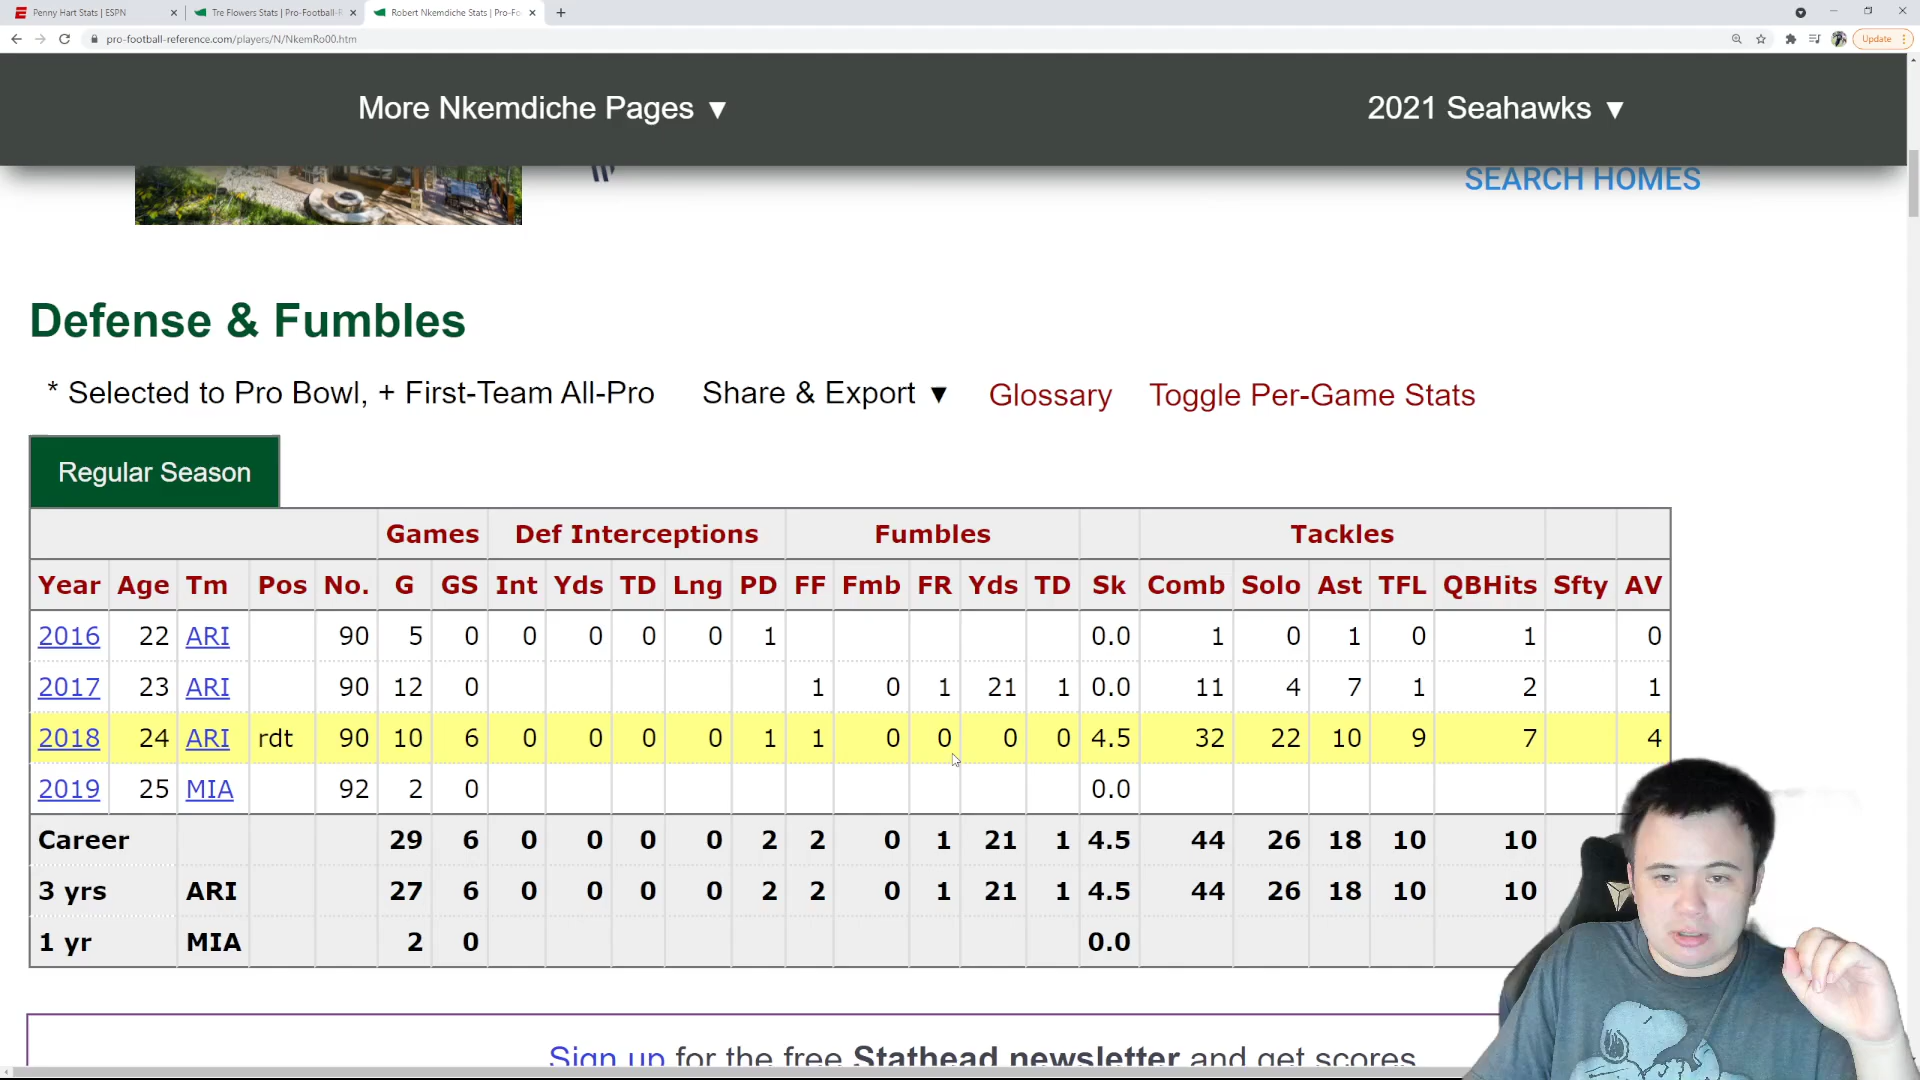 Penny Hart Stats | ESPN
Tre Flowers Stats | Pro-Football-R
Robert Nkemdiche Stats | Pro-Fo
pro-football-reference.com/players/N/NkemRo00.htm
Update
More Nkemdiche Pages ▼
2021 Seahawks ▼
SEARCH HOMES
Defense & Fumbles
* Selected to Pro Bowl, + First-Team All-Pro Share & Export ▼ Glossary Toggle Per-Game Stats
Regular Season
Games Def Interceptions Fumbles Tackles
Year Age Tm Pos No. G GS Int Yds TD Lng PD FF Fmb FR Yds TD Sk Comb Solo Ast TFL QBHits Sfty AV
2016 22 ARI 90 5 0 0 0 0 0 1 0.0 1 0 1 0 1 0
2017 23 ARI 90 12 0 1 0 1 21 1 0.0 11 4 7 1 2 1
2018 24 ARI rdt 90 10 6 0 0 0 0 1 1 0 0 0 0 4.5 32 22 10 9 7 4
2019 25 MIA 92 2 0 0.0
Career 29 6 0 0 0 0 2 2 0 1 21 1 4.5 44 26 18 10 10
3 yrs ARI 27 6 0 0 0 0 2 2 0 1 21 1 4.5 44 26 18 10 10
1 yr MIA 2 0 0.0
Sign up for the free Stathead newsletter and get scores